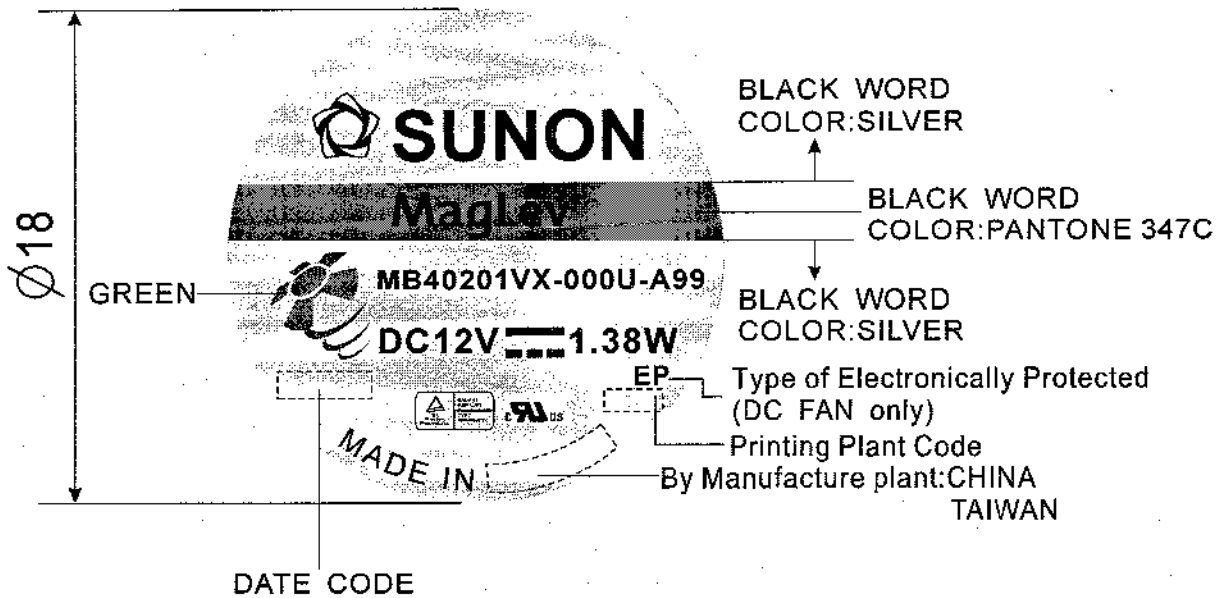 BLACK WORD
COLOR:SILVER
SUNON
MagLev
BLACK WORD
COLOR:PANTONE 347C
Ø18
GREEN
MB40201VX-000U-A99
BLACK WORD
COLOR:SILVER
DC12V 1.38W
EP
Type of Electronically Protected
(DC FAN only)
c RU US
Printing Plant Code
MADE IN
By Manufacture plant:CHINA
TAIWAN
DATE CODE